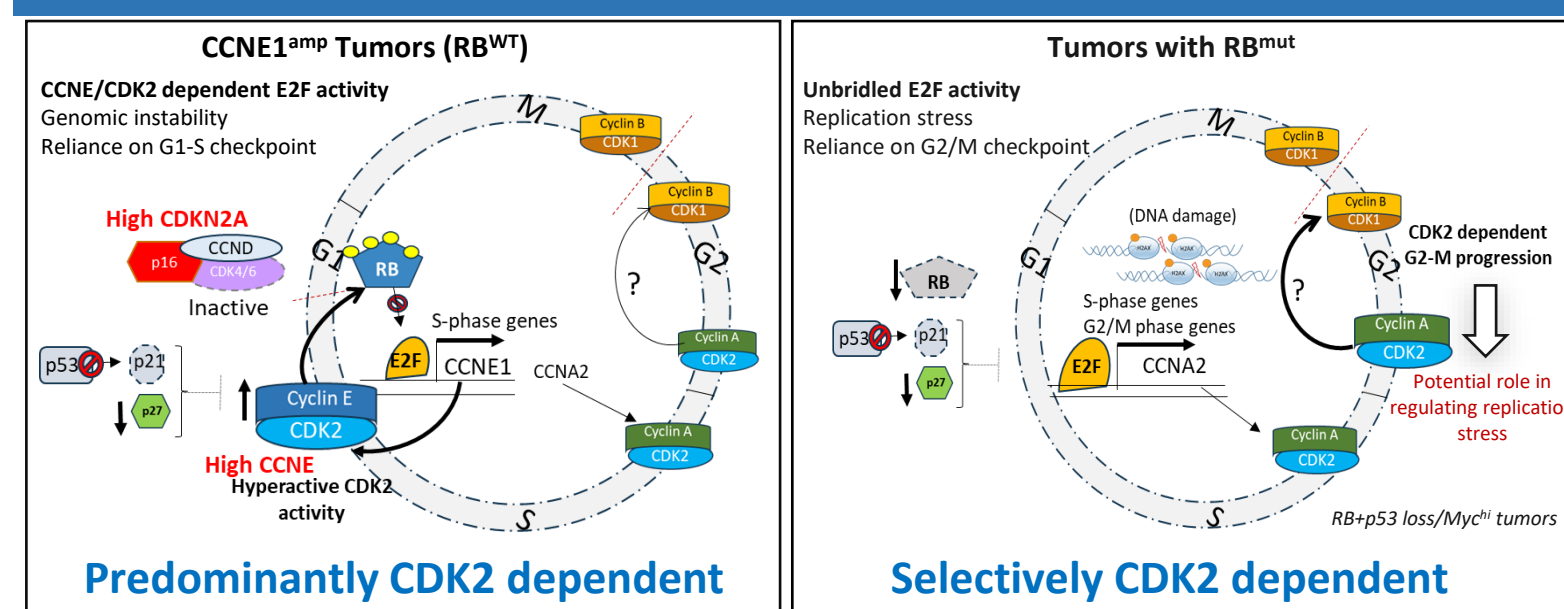 CCNE1amp Tumors (RBWT)
CCNE/CDK2 dependent E2F activity
Genomic instability
Reliance on G1-S checkpoint
High CDKN2A
p16
CCND
CDK4/6
Inactive
RB
G1
M
G2
S
Cyclin B
CDK1
Cyclin B
CDK1
?
Cyclin A
CDK2
S-phase genes
E2F
CCNE1
CCNA2
Cyclin A
CDK2
p53
p21
p27
Cyclin E
CDK2
High CCNE
Hyperactive CDK2
activity
Predominantly CDK2 dependent
Tumors with RBmut
Unbridled E2F activity
Replication stress
Reliance on G2/M checkpoint
M
G1
G2
S
Cyclin B
CDK1
Cyclin B
CDK1
(DNA damage)
H2AX
H2AX
H2AX
H2AX
RB
p53
p21
p27
S-phase genes
G2/M phase genes
E2F
CCNA2
?
Cyclin A
CDK2
Cyclin A
CDK2
CDK2 dependent
G2-M progression
Potential role in
regulating replicatio
stress
RB+p53 loss/Mychi tumors
Selectively CDK2 dependent